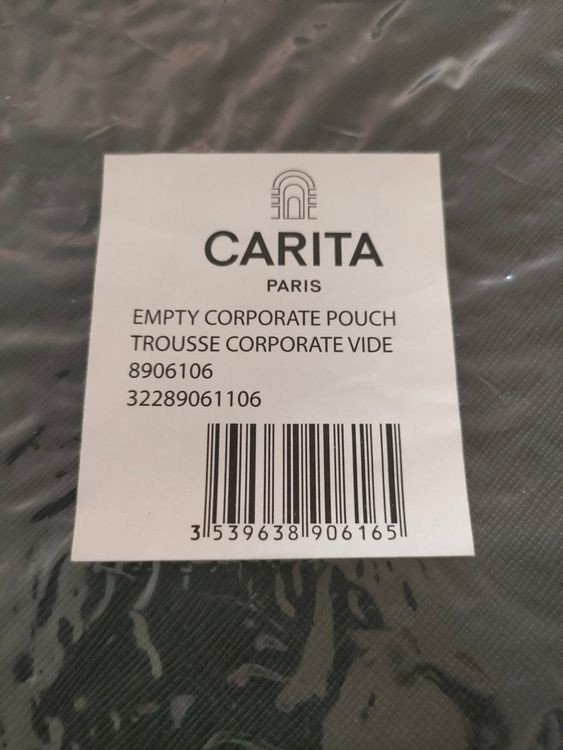 CARITA
PARIS
EMPTY CORPORATE POUCH
TROUSSE CORPORATE VIDE
8906106
32289061106
3 539638 906165